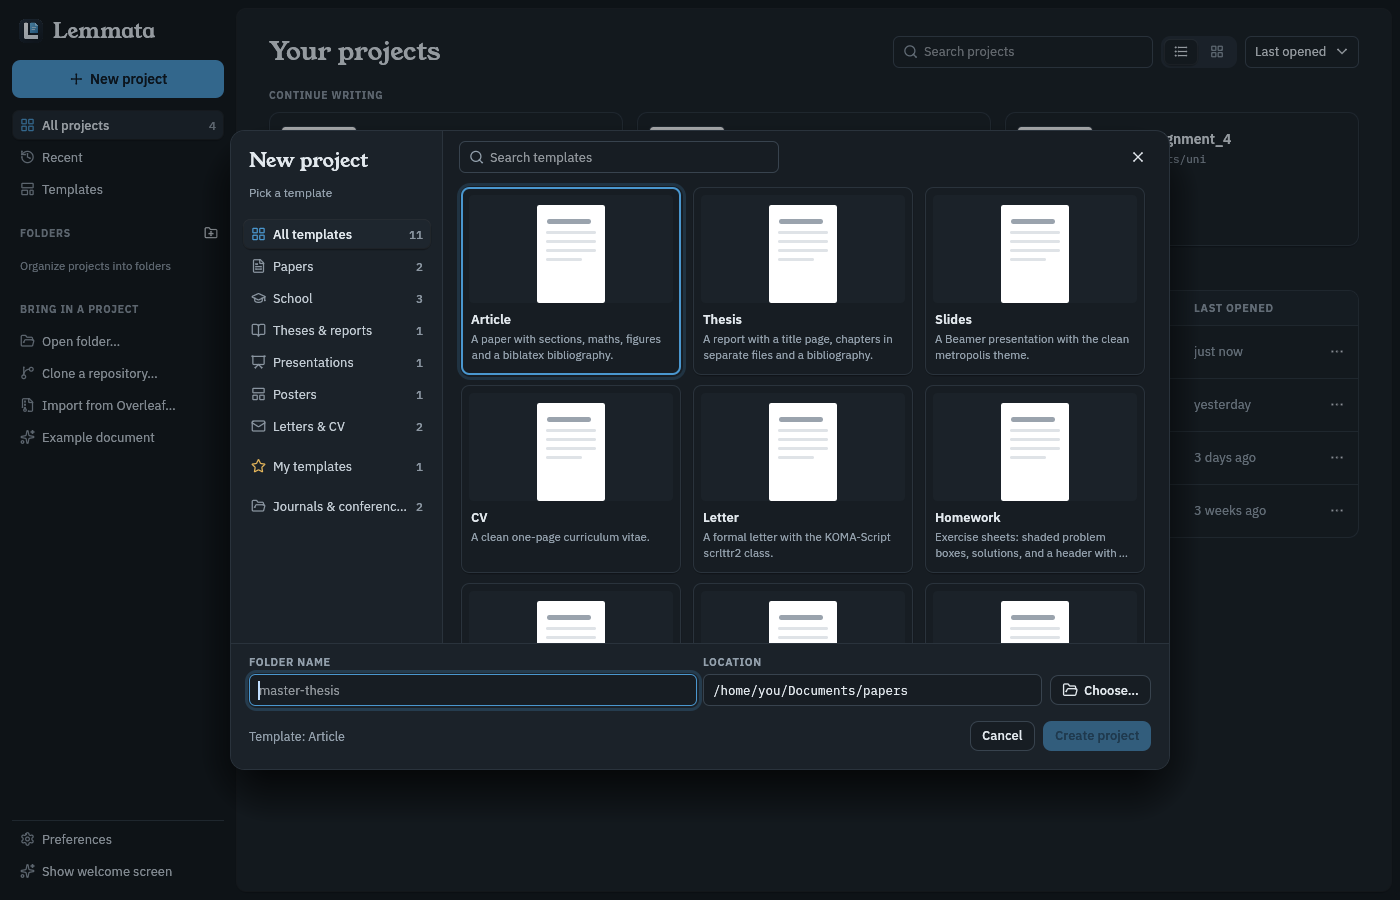 Lemmata
New project
All projects 4
Recent
Templates
FOLDERS
Organize projects into folders
BRING IN A PROJECT
Open folder...
Clone a repository...
Import from Overleaf...
Example document
Preferences
Show welcome screen
Your projects
Search projects
Last opened
CONTINUE WRITING
gnment_4
ts/uni
LAST OPENED
just now
yesterday
3 days ago
3 weeks ago
New project
Pick a template
All templates 11
Papers 2
School 3
Theses & reports 1
Presentations 1
Posters 1
Letters & CV 2
My templates 1
Journals & conferenc... 2
Search templates
Article
A paper with sections, maths, figures
and a biblatex bibliography.
Thesis
A report with a title page, chapters in
separate files and a bibliography.
Slides
A Beamer presentation with the clean
metropolis theme.
CV
A clean one-page curriculum vitae.
Letter
A formal letter with the KOMA-Script
scrlttr2 class.
Homework
Exercise sheets: shaded problem
boxes, solutions, and a header with ...
FOLDER NAME
master-thesis
LOCATION
/home/you/Documents/papers
Choose...
Template: Article
Cancel
Create project